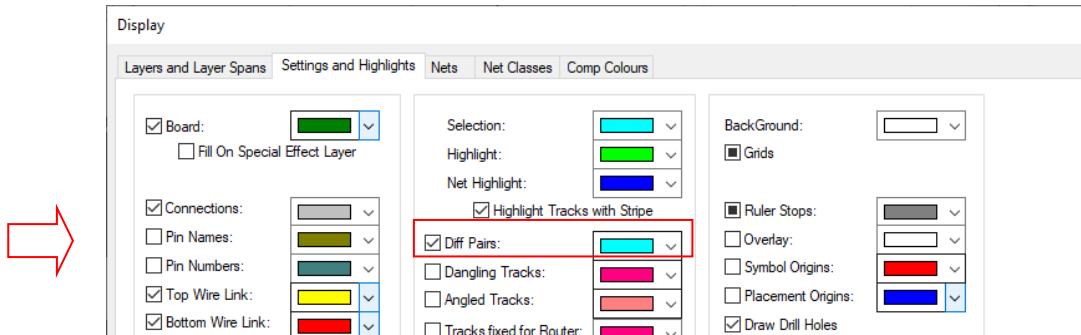 Display
Layers and Layer Spans Settings and Highlights Nets Net Classes Comp Colours
Board:
Fill On Special Effect Layer
Connections:
Pin Names:
Pin Numbers:
Top Wire Link:
Bottom Wire Link:
Selection:
Highlight:
Net Highlight:
Highlight Tracks with Stripe
Diff Pairs:
Dangling Tracks:
Angled Tracks:
Tracks fixed for Router:
BackGround:
Grids
Ruler Stops:
Overlay:
Symbol Origins:
Placement Origins:
Draw Drill Holes